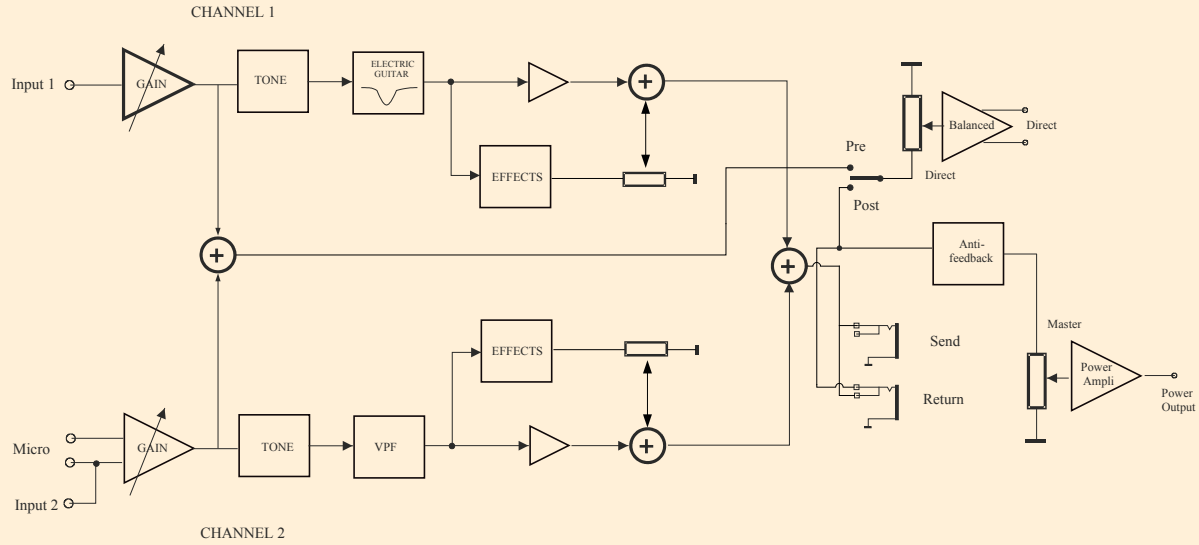 CHANNEL 1
Input 1
GAIN
TONE
ELECTRIC
GUITAR
EFFECTS
Pre
Post
Direct
Balanced
Direct
Anti-
feedback
Send
Return
Master
Power
Ampli
Power
Output
EFFECTS
Micro
Input 2
GAIN
TONE
VPF
CHANNEL 2